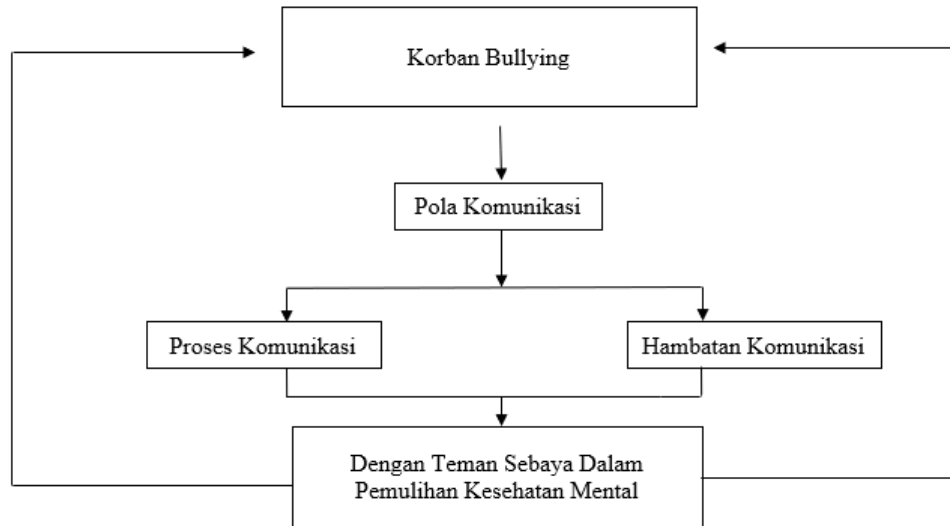 Korban Bullying
Pola Komunikasi
Proses Komunikasi
Hambatan Komunikasi
Dengan Teman Sebaya Dalam
Pemulihan Kesehatan Mental